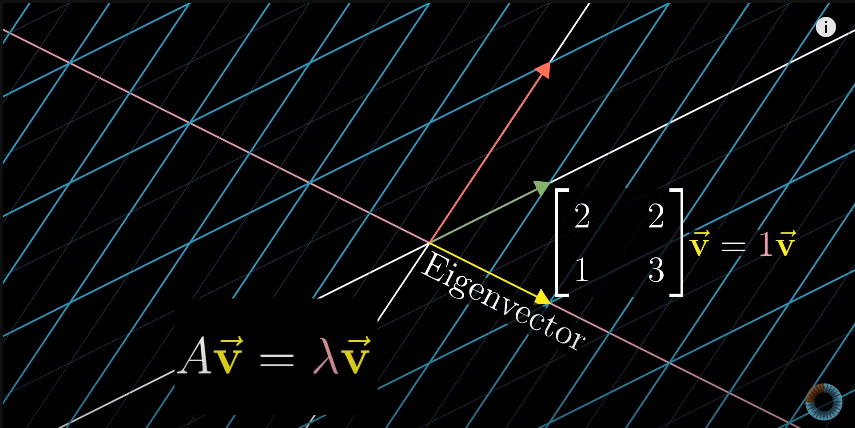 Eigenvector
[2 2
1 3] v⃗ = 1v⃗
Av⃗ = λv⃗
i